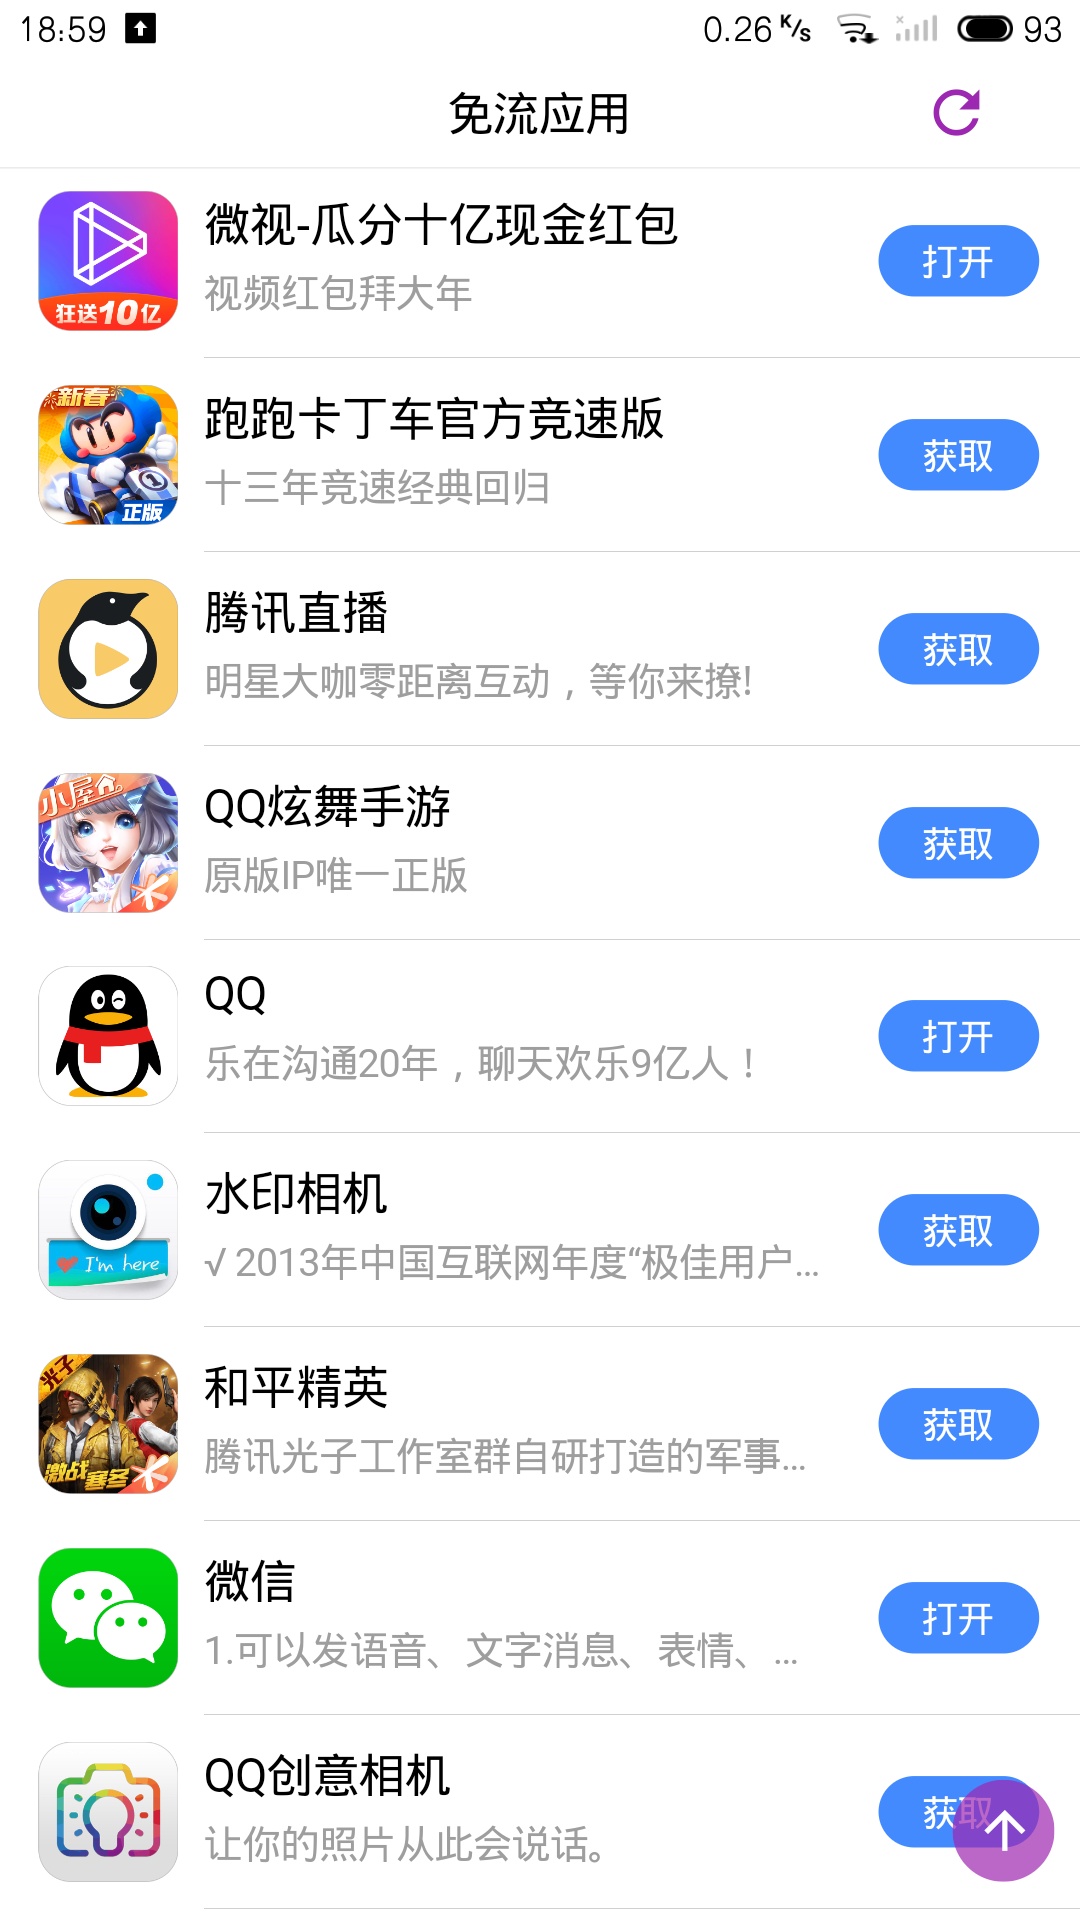 18:59 0.26 K/s 93
免流应用
微视-瓜分十亿现金红包
视频红包拜大年
狂送10亿
打开
新春
跑跑卡丁车官方竞速版
十三年竞速经典回归
正版
获取
腾讯直播
明星大咖零距离互动，等你来撩!
获取
小屋
QQ炫舞手游
原版IP唯一正版
获取
QQ
乐在沟通20年，聊天欢乐9亿人！
打开
水印相机
√ 2013年中国互联网年度“极佳用户...
I'm here
获取
光子
和平精英
腾讯光子工作室群自研打造的军事...
激战寒冬
获取
微信
1.可以发语音、文字消息、表情、...
打开
QQ创意相机
让你的照片从此会说话。
获取